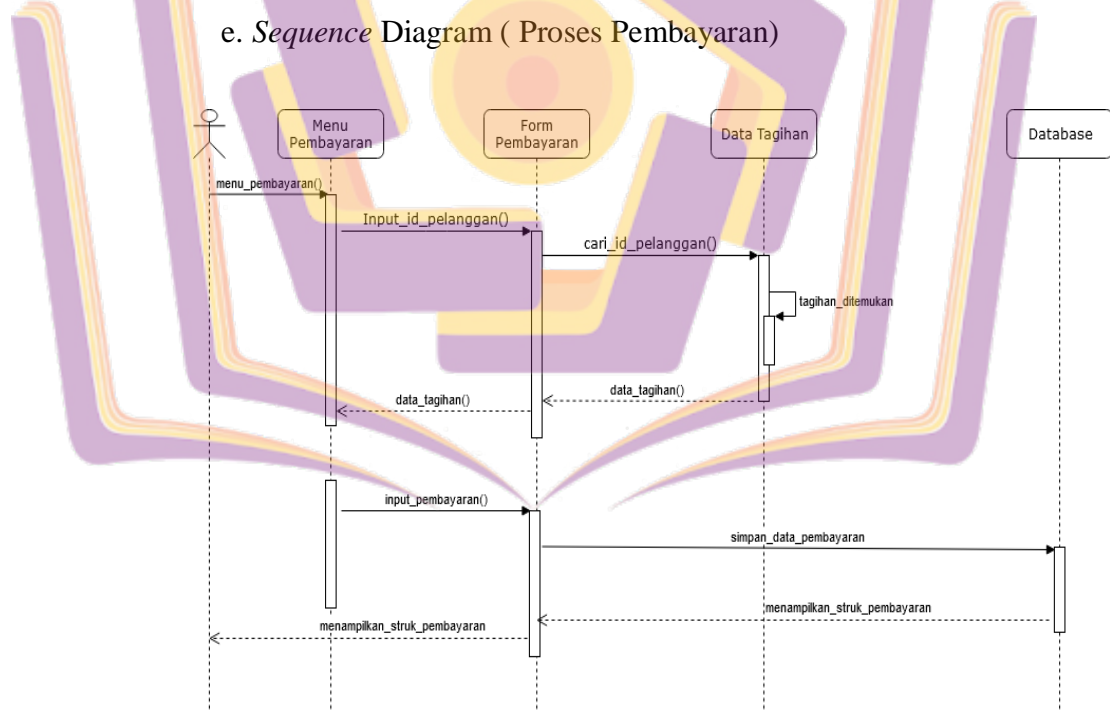 e. Sequence Diagram ( Proses Pembayaran)
Menu
Pembayaran
Form
Pembayaran
Data Tagihan
Database
menu_pembayaran()
Input_id_pelanggan()
cari_id_pelanggan()
tagihan_ditemukan
data_tagihan()
data_tagihan()
input_pembayaran()
simpan_data_pembayaran
menampilkan_struk_pembayaran
menampilkan_struk_pembayaran